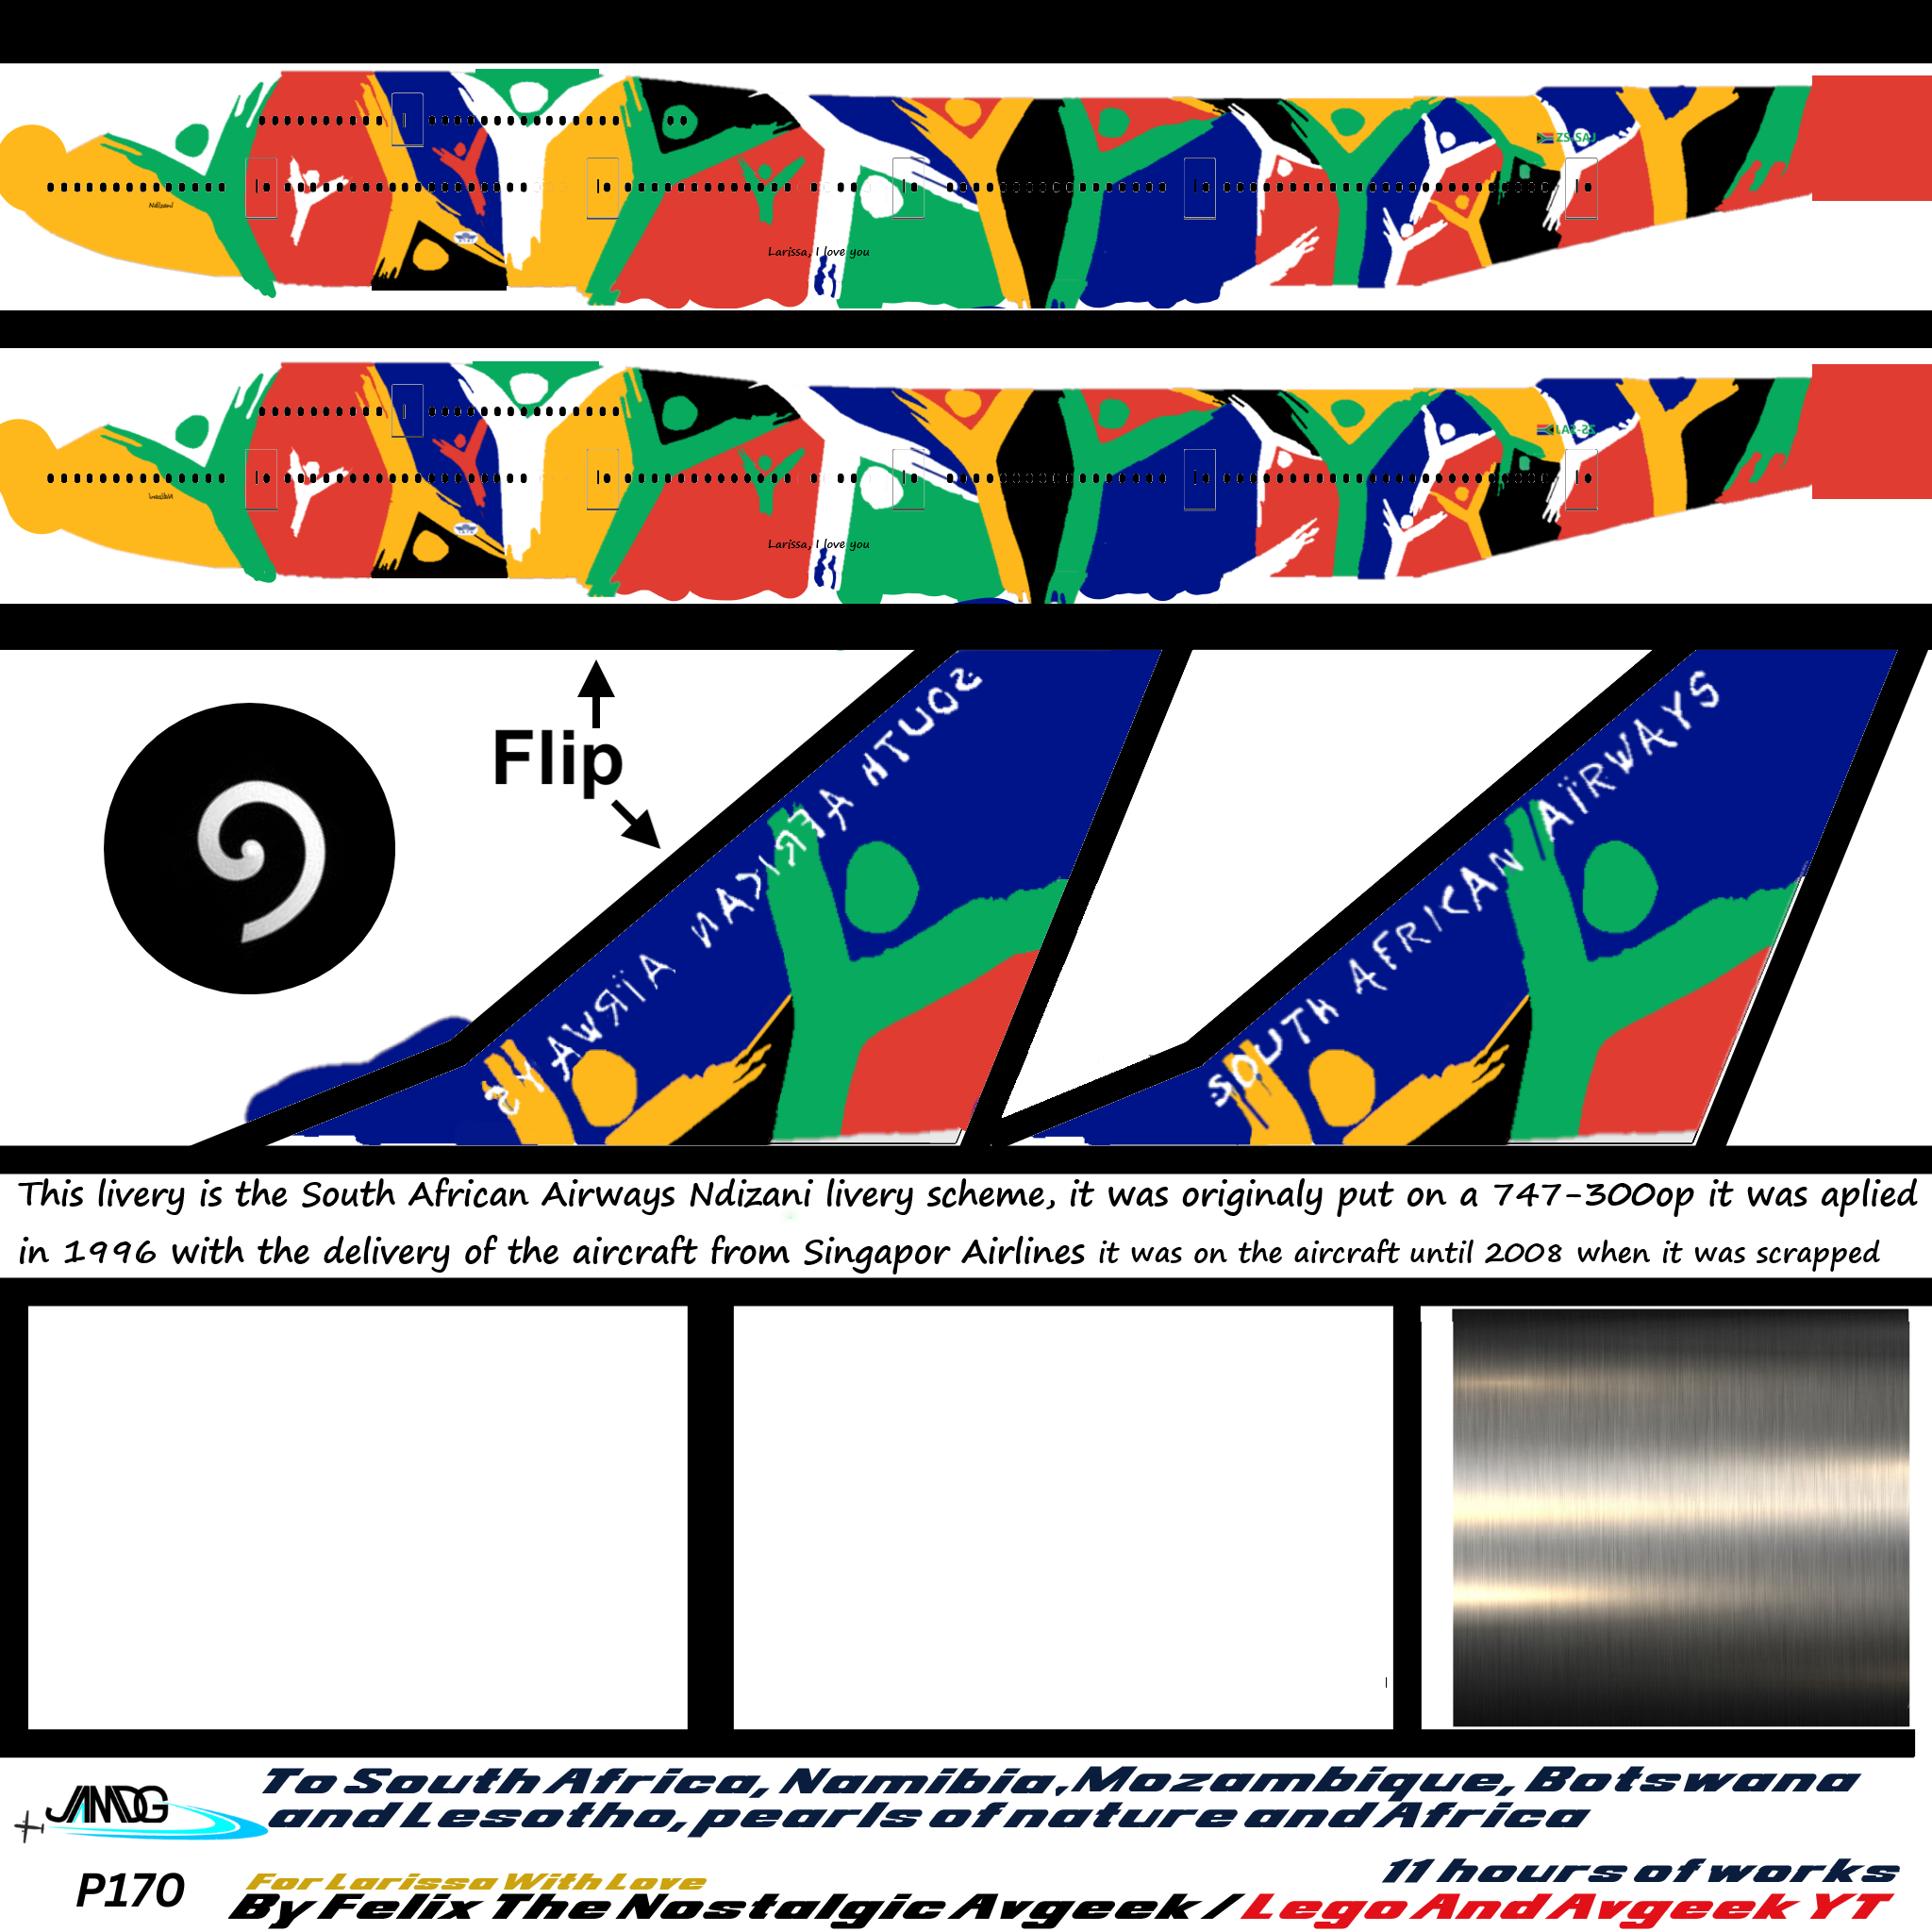 ZS-SAJ
Ndizani
Larissa, I love you
ZS-SAJ
Ndizani
Larissa, I love you
Flip
SOUTH AFRICAN AIRWAYS
SOUTH AFRICAN AIRWAYS
This livery is the South African Airways Ndizani livery scheme, it was originaly put on a 747-300op it was aplied
in 1996 with the delivery of the aircraft from Singapor Airlines it was on the aircraft until 2008 when it was scrapped
JAMDG
To South Africa, Namibia, Mozambique, Botswana
and Lesotho, pearls of nature and Africa
P170
For Larissa With Love
11 hours of works
By Felix The Nostalgic Avgeek / Lego And Avgeek YT